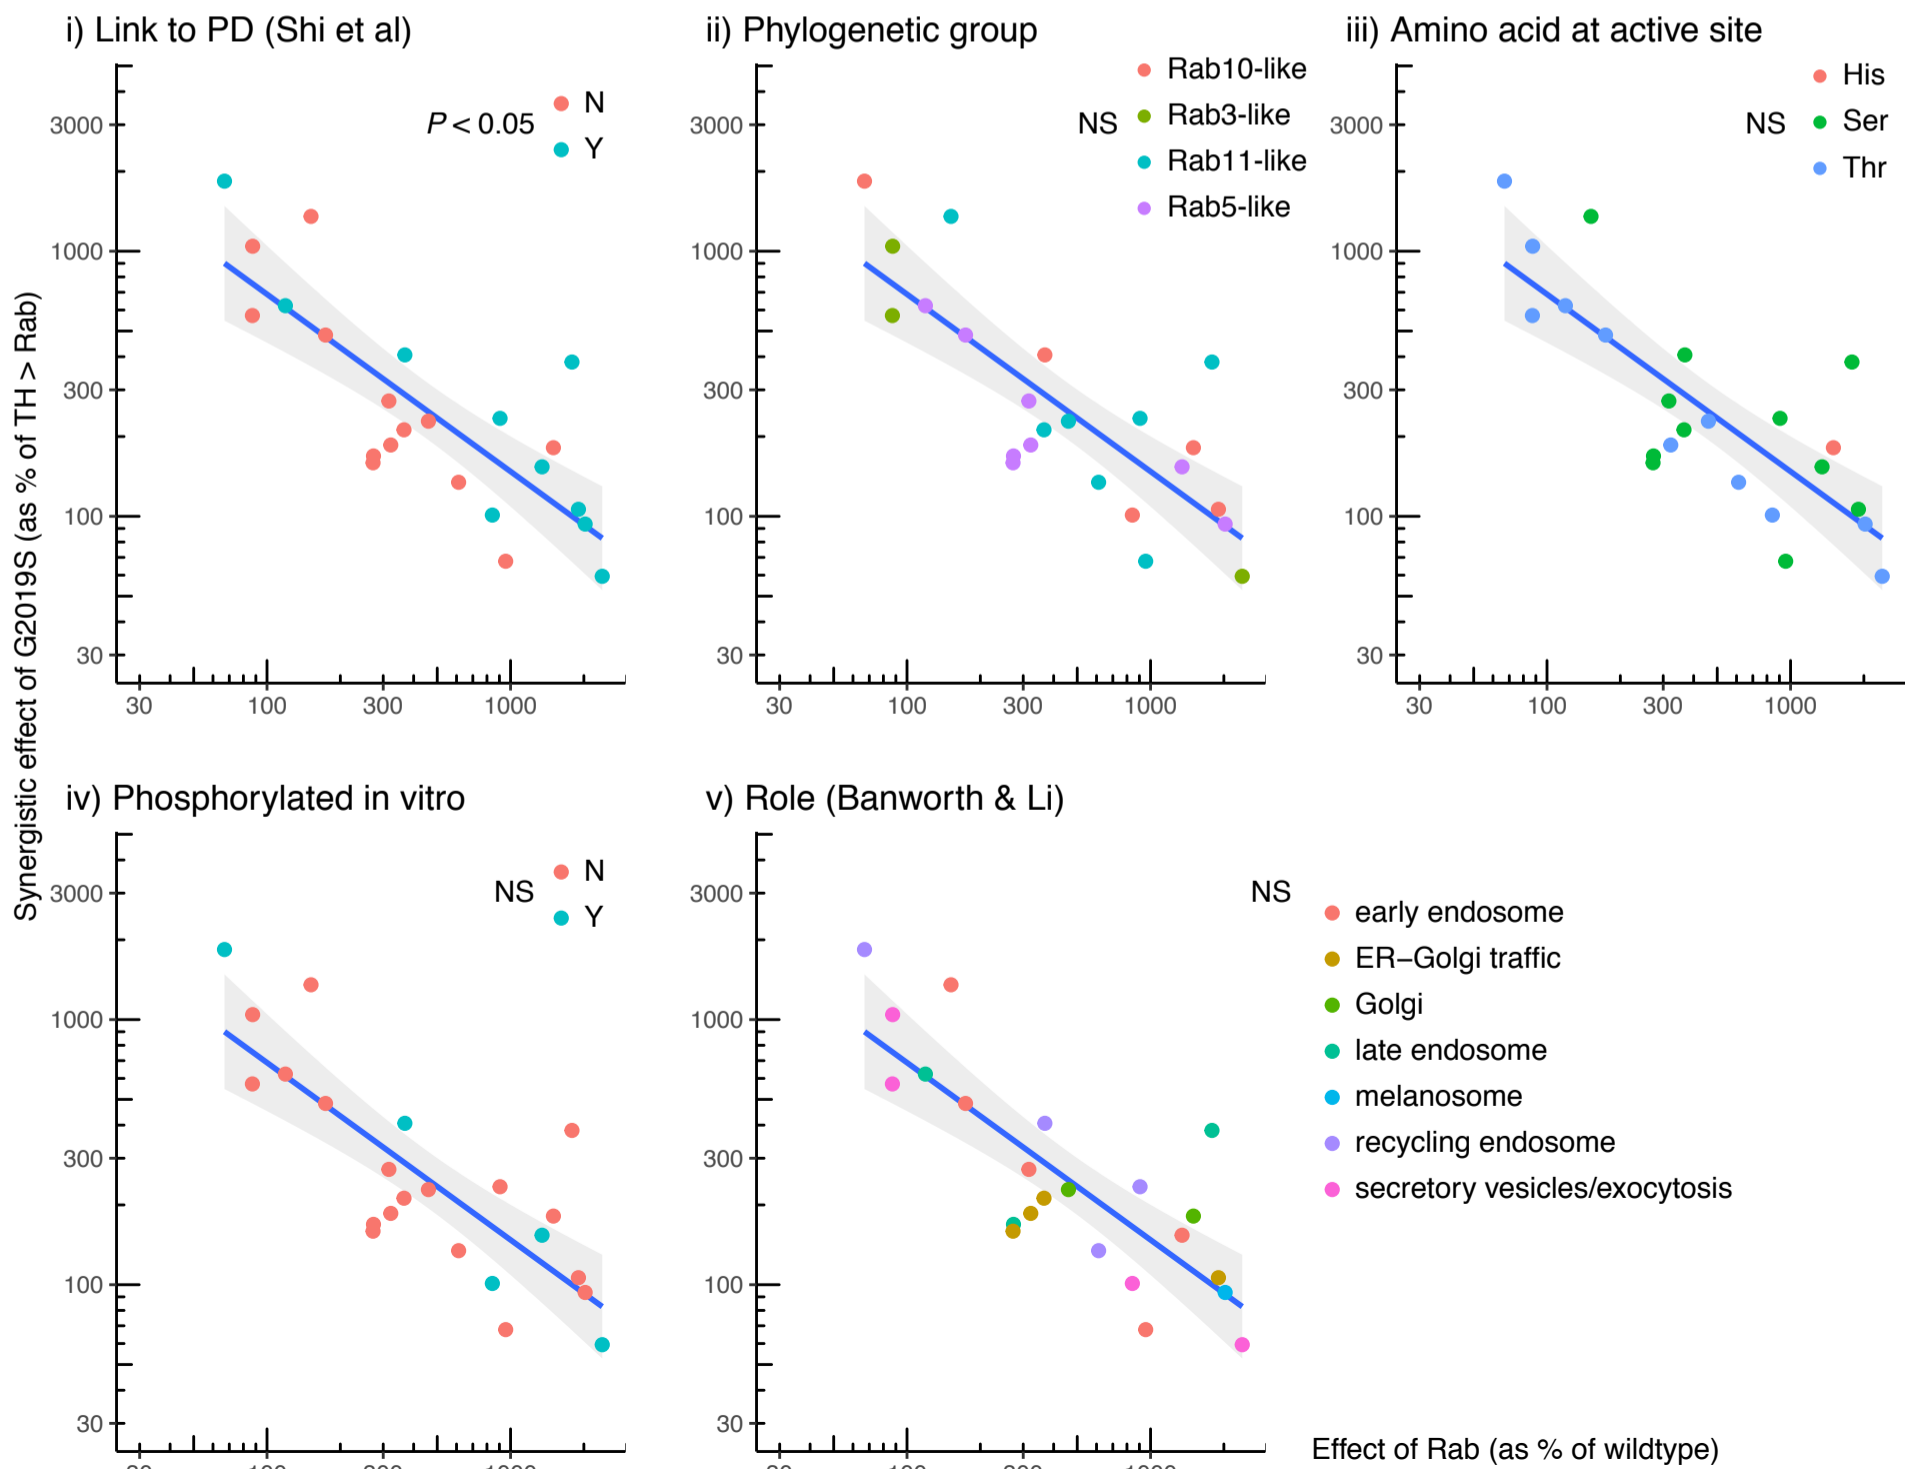 i) Link to PD (Shi et al)
ii) Phylogenetic group
iii) Amino acid at active site
P < 0.05
N
Y
NS
Rab10-like
Rab3-like
Rab11-like
Rab5-like
NS
His
Ser
Thr
3000
1000
300
100
30
30
100
300
1000
3000
1000
300
100
30
30
100
300
1000
3000
1000
300
100
30
30
100
300
1000
Synergistic effect of G2019S (as % of TH > Rab)
iv) Phosphorylated in vitro
v) Role (Banworth & Li)
NS
N
Y
NS
early endosome
ER–Golgi traffic
Golgi
late endosome
melanosome
recycling endosome
secretory vesicles/exocytosis
3000
1000
300
100
30
3000
1000
300
100
30
Effect of Rab (as % of wildtype)